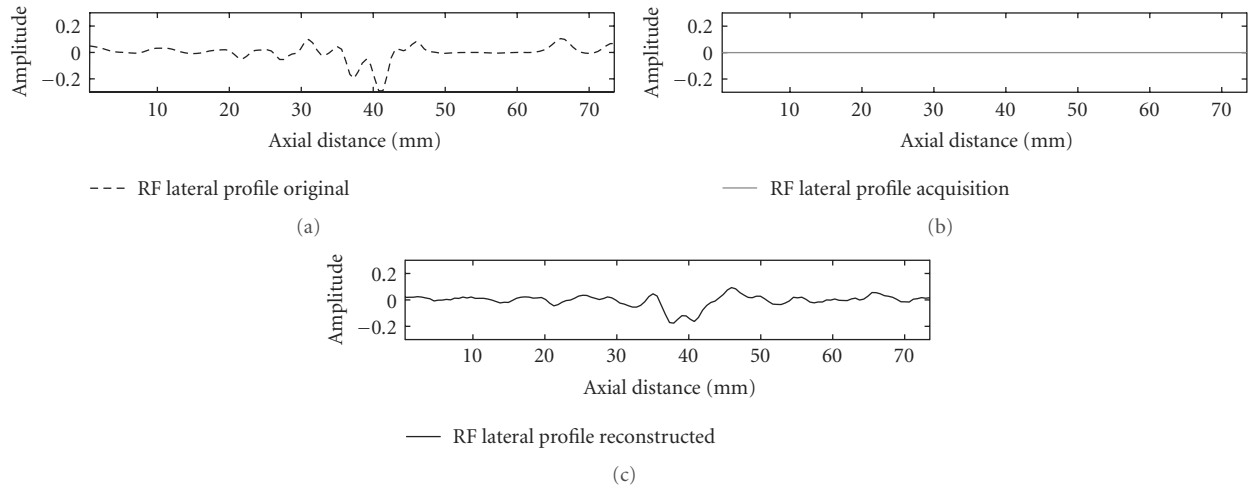 Amplitude
0.2
0
−0.2
10 20 30 40 50 60 70
Axial distance (mm)
RF lateral profile original
(a)
Amplitude
0.2
0
−0.2
10 20 30 40 50 60 70
Axial distance (mm)
RF lateral profile acquisition
(b)
Amplitude
0.2
0
−0.2
10 20 30 40 50 60 70
Axial distance (mm)
RF lateral profile reconstructed
(c)